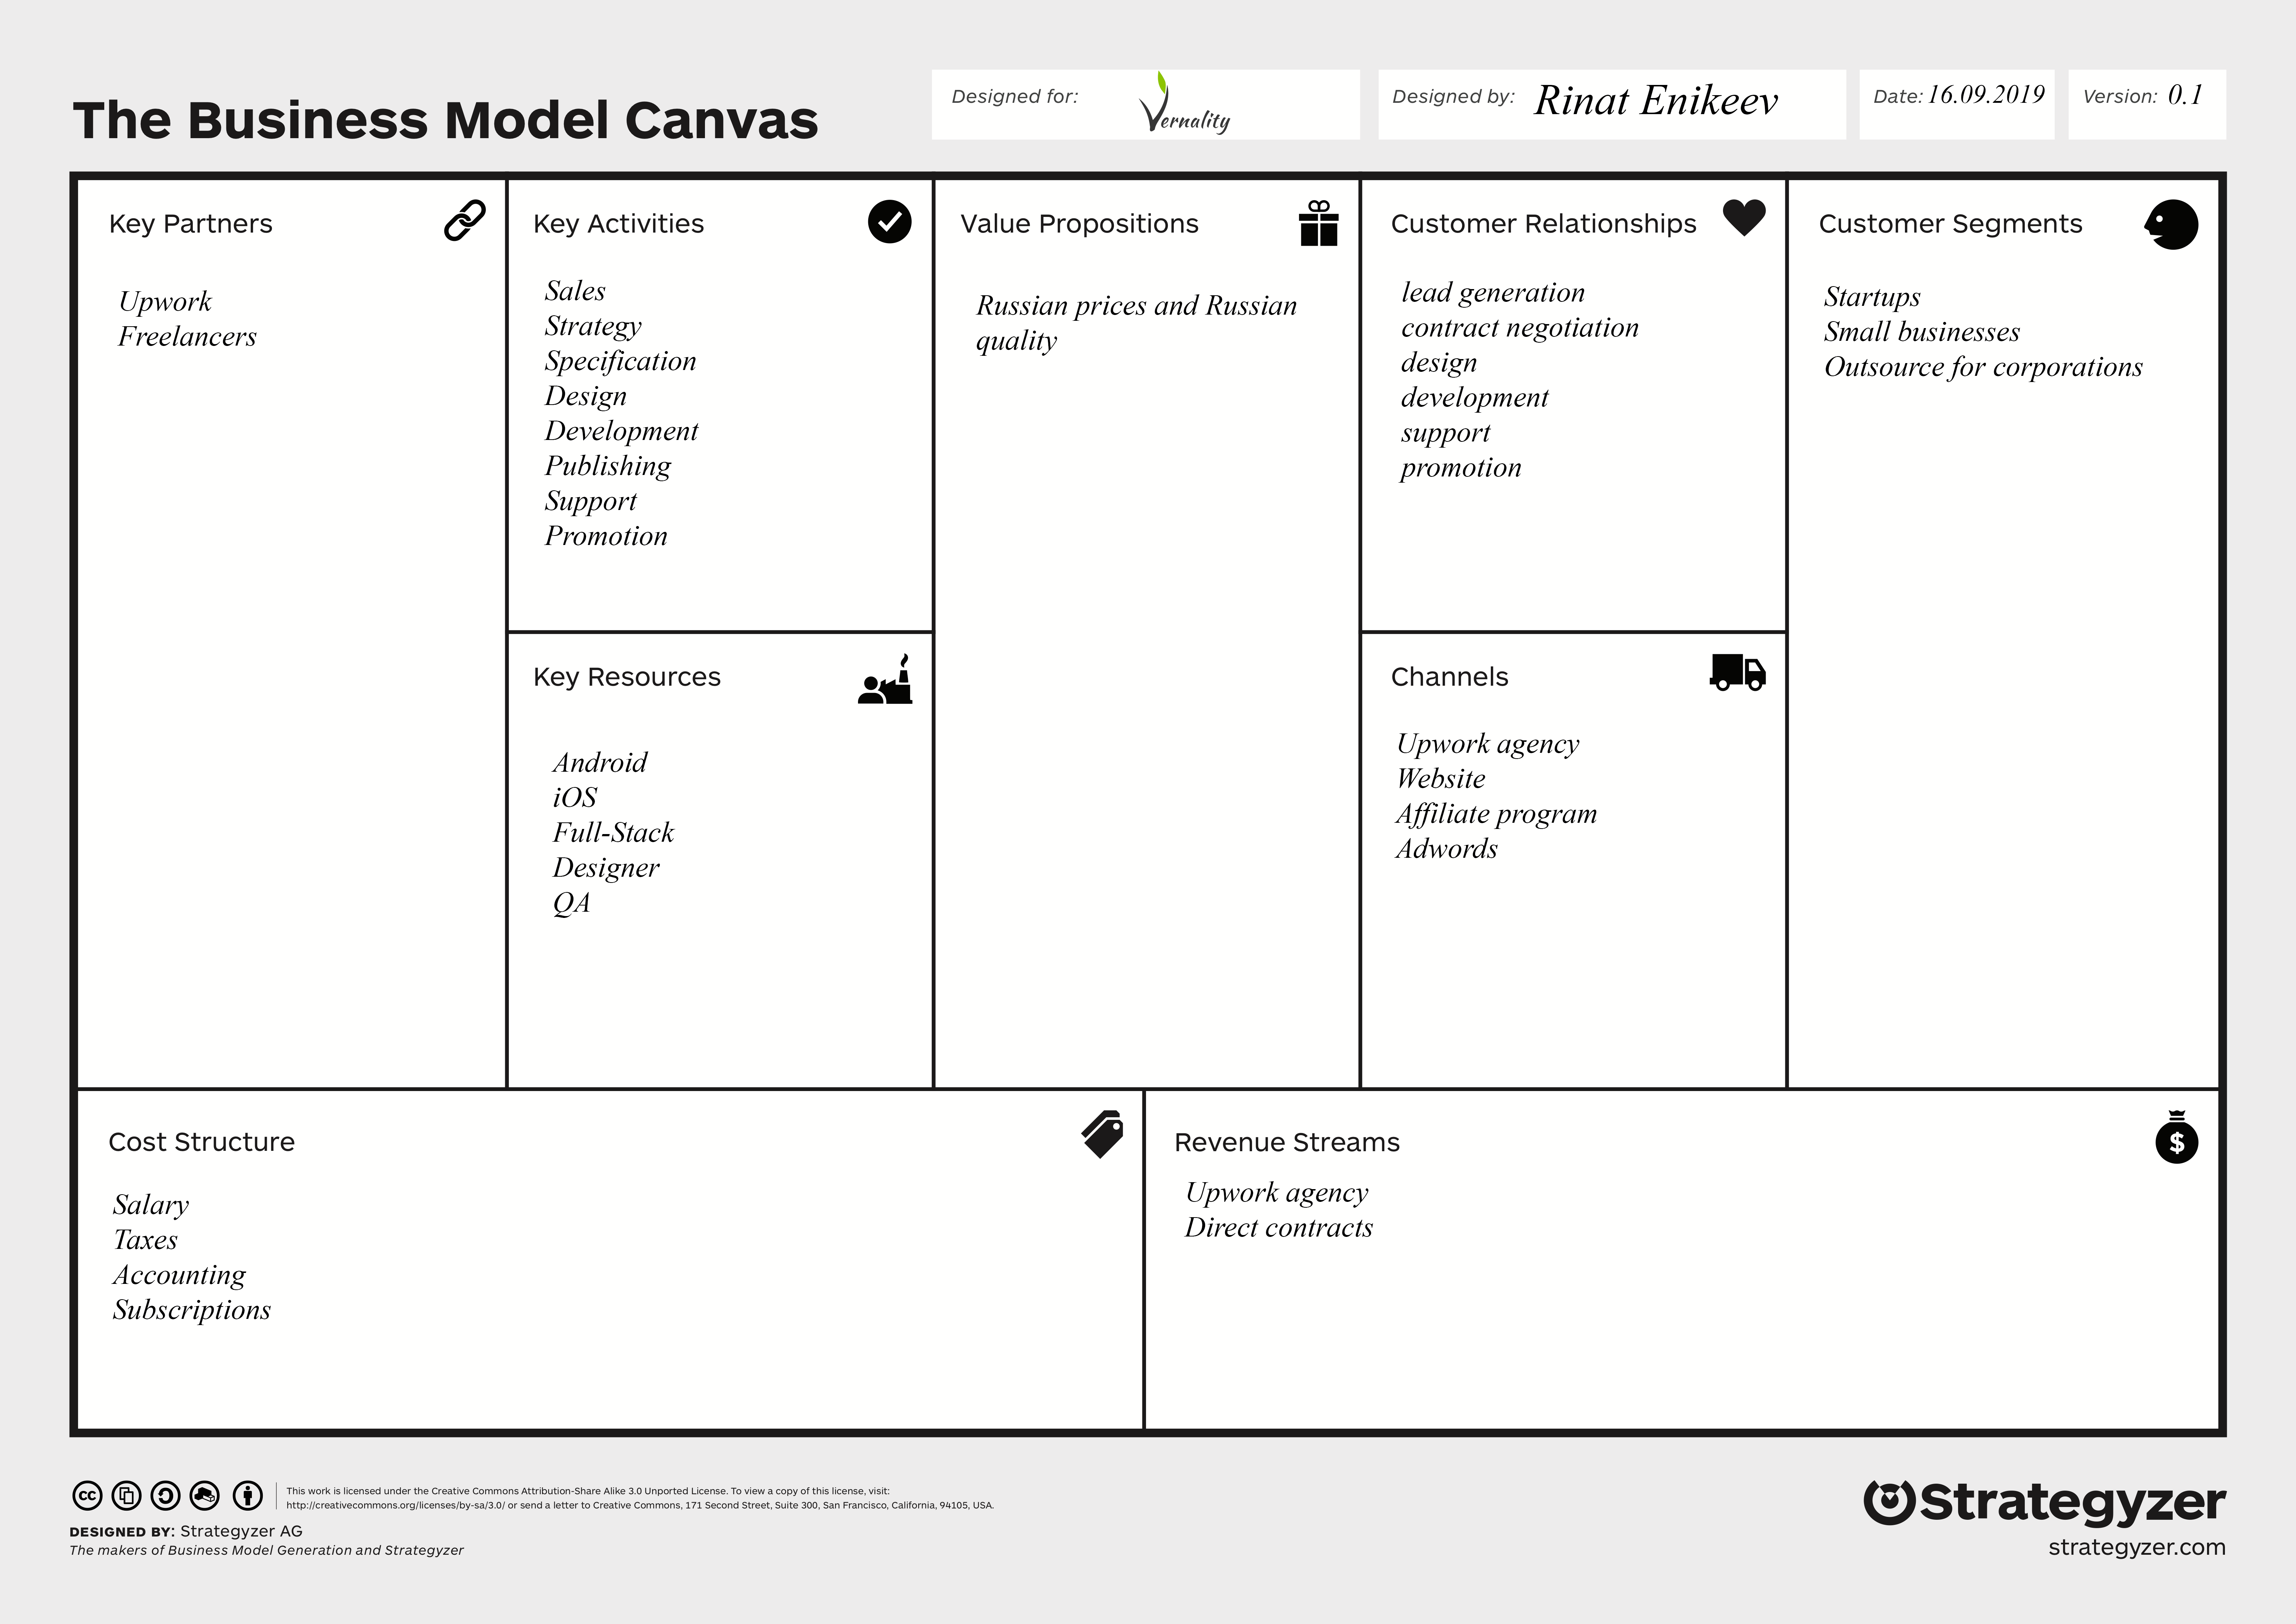 The Business Model Canvas
Designed for:
Vernality
Designed by:
Rinat Enikeev
Date: 16.09.2019
Version: 0.1
Key Partners
Upwork
Freelancers
Key Activities
Sales
Strategy
Specification
Design
Development
Publishing
Support
Promotion
Key Resources
Android
iOS
Full-Stack
Designer
QA
Value Propositions
Russian prices and Russian
quality
Customer Relationships
lead generation
contract negotiation
design
development
support
promotion
Channels
Upwork agency
Website
Affiliate program
Adwords
Customer Segments
Startups
Small businesses
Outsource for corporations
Cost Structure
Salary
Taxes
Accounting
Subscriptions
Revenue Streams
$
Upwork agency
Direct contracts
cc
This work is licensed under the Creative Commons Attribution-Share Alike 3.0 Unported License. To view a copy of this license, visit:
http://creativecommons.org/licenses/by-sa/3.0/ or send a letter to Creative Commons, 171 Second Street, Suite 300, San Francisco, California, 94105, USA.
DESIGNED BY: Strategyzer AG
The makers of Business Model Generation and Strategyzer
Strategyzer
strategyzer.com